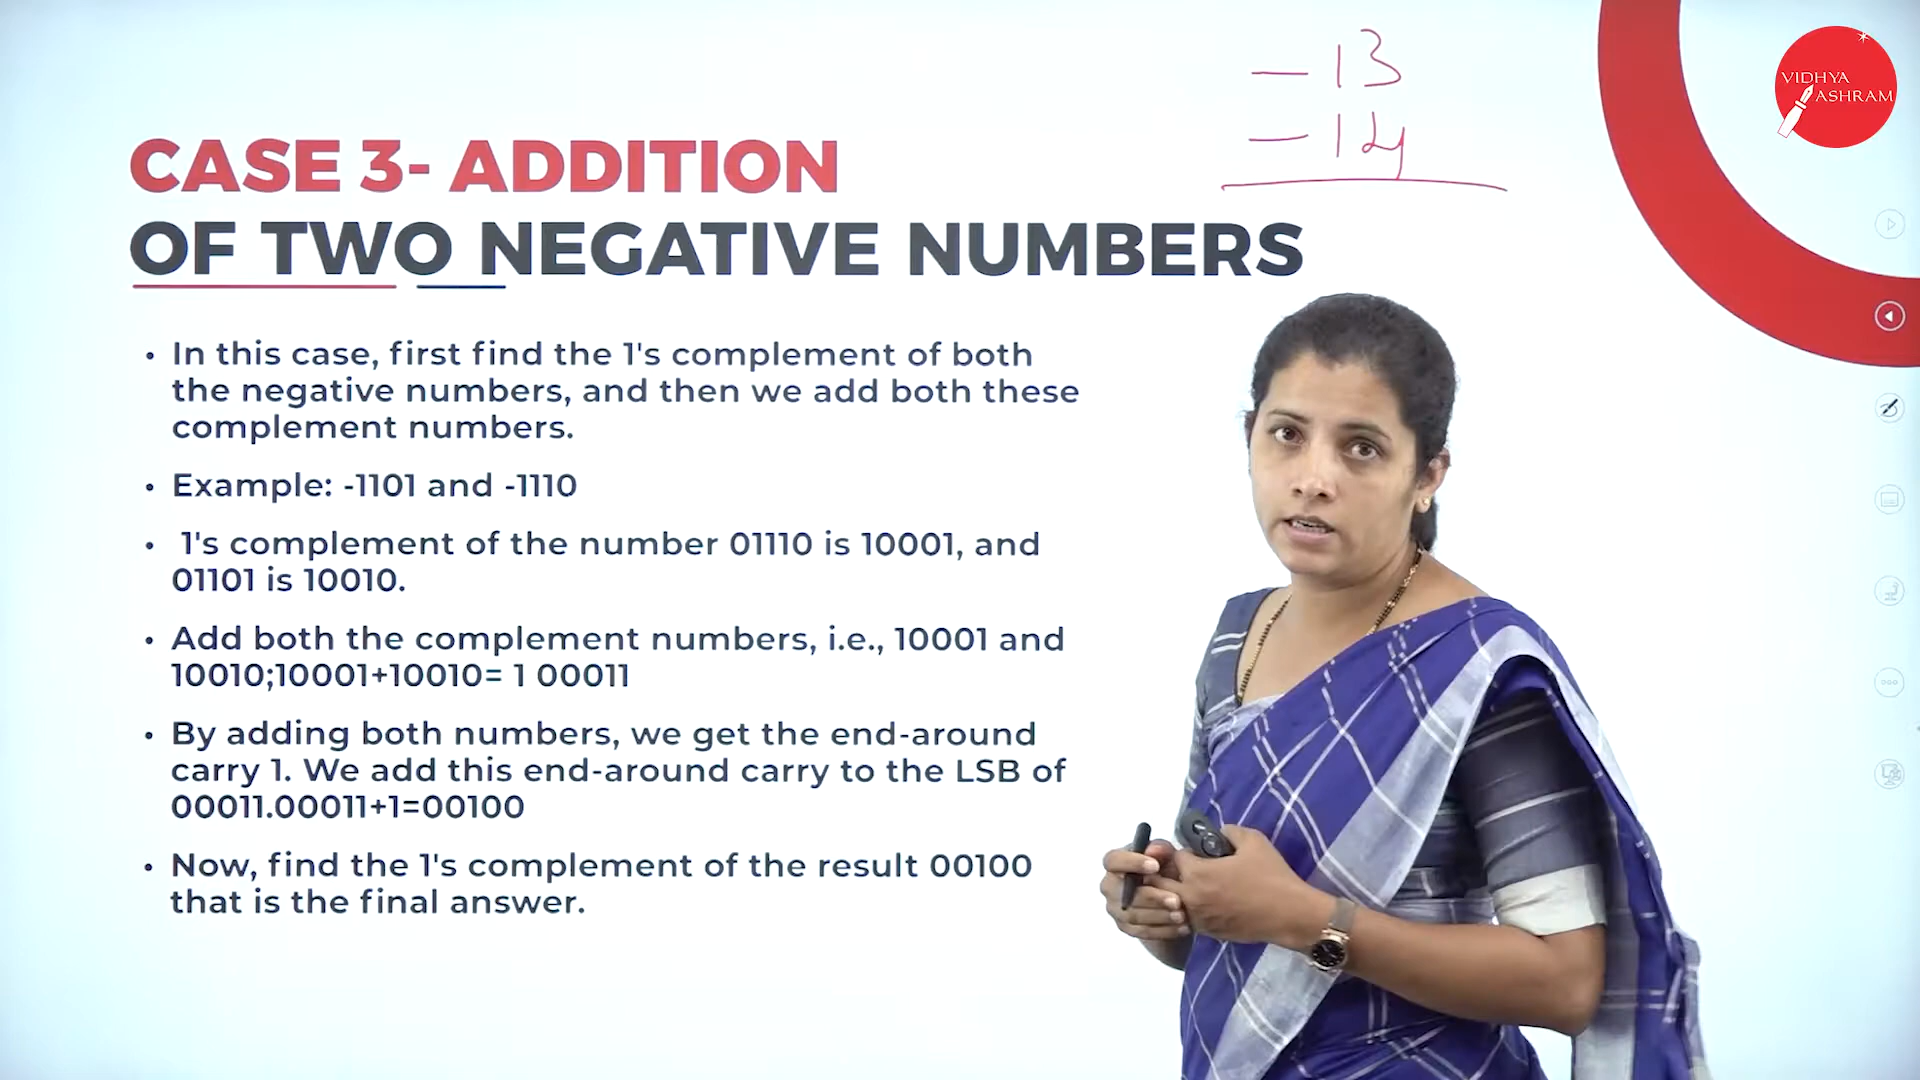 - 13
- 14
VIDHYA
ASHRAM
CASE 3- ADDITION
OF TWO NEGATIVE NUMBERS
• In this case, first find the 1's complement of both
the negative numbers, and then we add both these
complement numbers.
• Example: -1101 and -1110
• 1's complement of the number 01110 is 10001, and
01101 is 10010.
• Add both the complement numbers, i.e., 10001 and
10010;10001+10010= 1 00011
• By adding both numbers, we get the end-around
carry 1. We add this end-around carry to the LSB of
00011.00011+1=00100
• Now, find the 1's complement of the result 00100
that is the final answer.